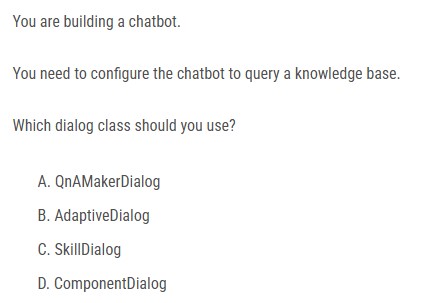 You are building a chatbot.
You need to configure the chatbot to query a knowledge base.
Which dialog class should you use?
A. QnAMakerDialog
B. AdaptiveDialog
C. SkillDialog
D. ComponentDialog